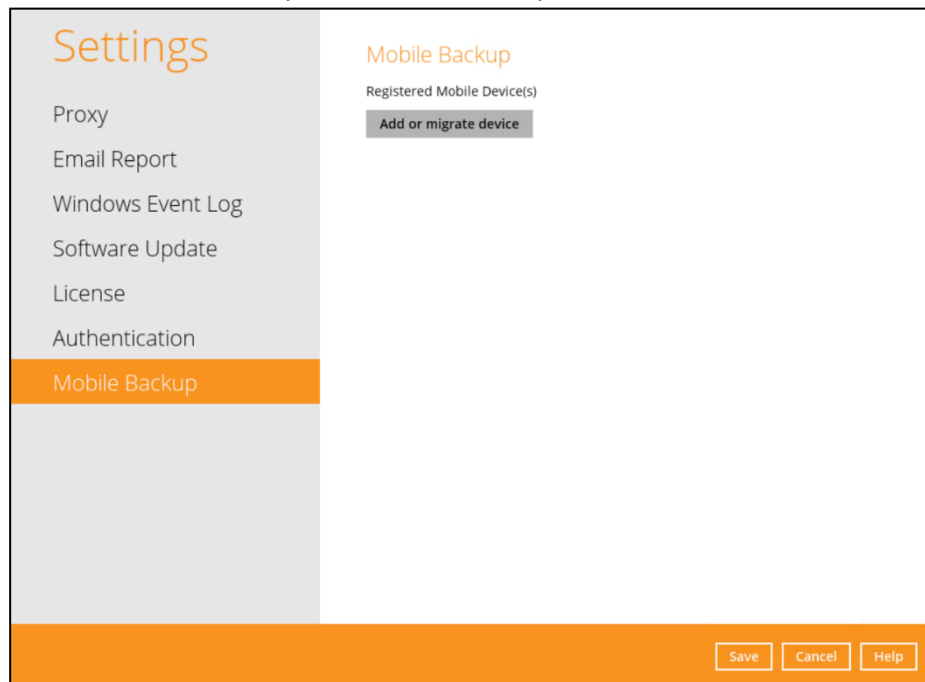 Settings
Proxy
Email Report
Windows Event Log
Software Update
License
Authentication
Mobile Backup
Mobile Backup
Registered Mobile Device(s)
Add or migrate device
Save Cancel Help